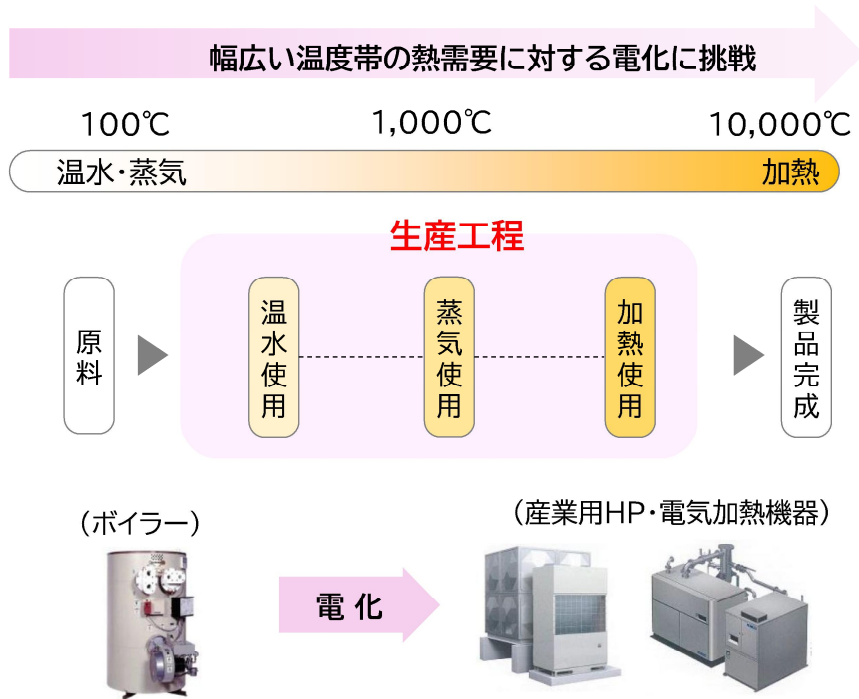 幅広い温度帯の熱需要に対する電化に挑戦
100℃
1,000℃
10,000℃
温水・蒸気
加熱
生産工程
原料
温水使用
蒸気使用
加熱使用
製品完成
（ボイラー）
電化
（産業用HP・電気加熱機器）